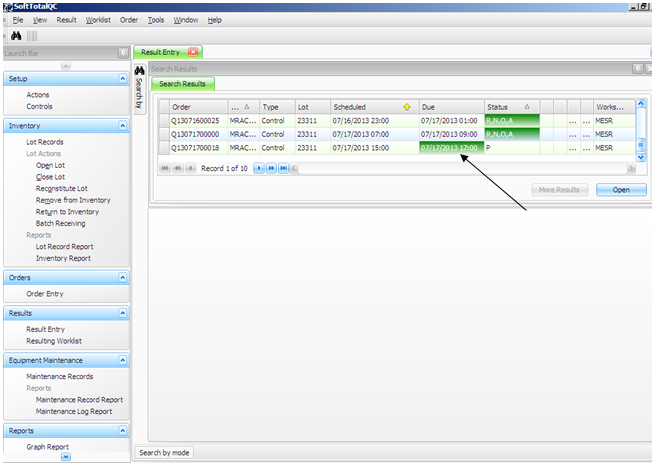 SoftTotalQC
File View Result Worklist Order Tools Window Help
Launch Bar
Setup
Actions
Controls
Inventory
Lot Records
Lot Actions
Open Lot
Close Lot
Reconstitute Lot
Remove from Inventory
Return to Inventory
Batch Receiving
Reports
Lot Record Report
Inventory Report
Orders
Order Entry
Results
Result Entry
Resulting Worklist
Equipment Maintenance
Maintenance Records
Reports
Maintenance Record Report
Maintenance Log Report
Reports
Graph Report
Result Entry
Search by
Search Results
Search Results
Order ... Type Lot Scheduled Due Status ... ... Works...
Q13071600025 MRAC... Control 23311 07/16/2013 23:00 07/17/2013 01:00 R,N,O,A ... ... MESR
Q13071700000 MRAC... Control 23311 07/17/2013 07:00 07/17/2013 09:00 R,N,O,A ... ... MESR
Q13071700018 MRAC... Control 23311 07/17/2013 15:00 07/17/2013 17:00 P ... ... MESR
Record 1 of 10
More Results Open
Search by mode